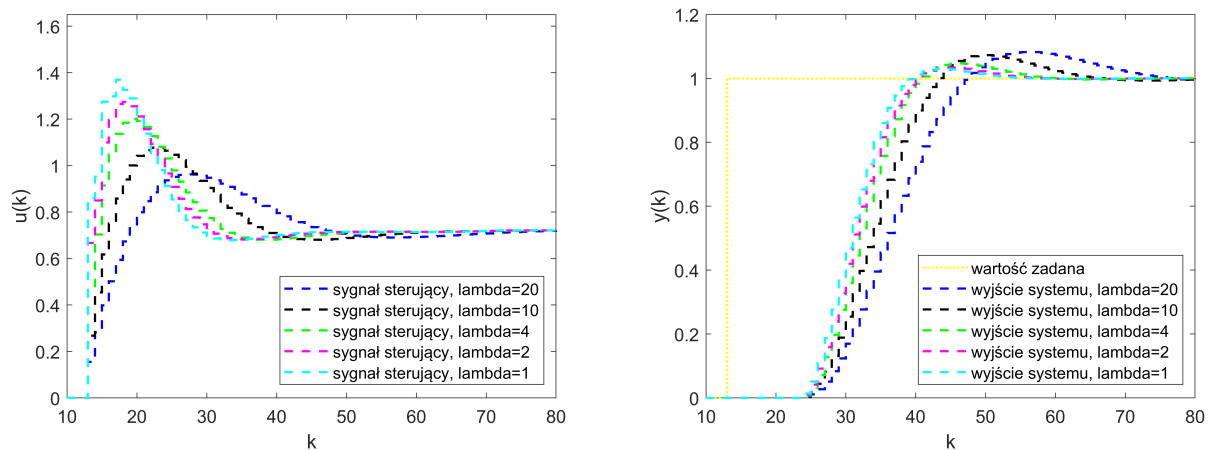 1.6
1.4
1.2
1
0.8
0.6
0.4
0.2
0
u(k)
10 20 30 40 50 60 70 80
k
sygnał sterujący, lambda=20
sygnał sterujący, lambda=10
sygnał sterujący, lambda=4
sygnał sterujący, lambda=2
sygnał sterujący, lambda=1
1.2
1
0.8
0.6
0.4
0.2
0
y(k)
10 20 30 40 50 60 70 80
k
wartość zadana
wyjście systemu, lambda=20
wyjście systemu, lambda=10
wyjście systemu, lambda=4
wyjście systemu, lambda=2
wyjście systemu, lambda=1